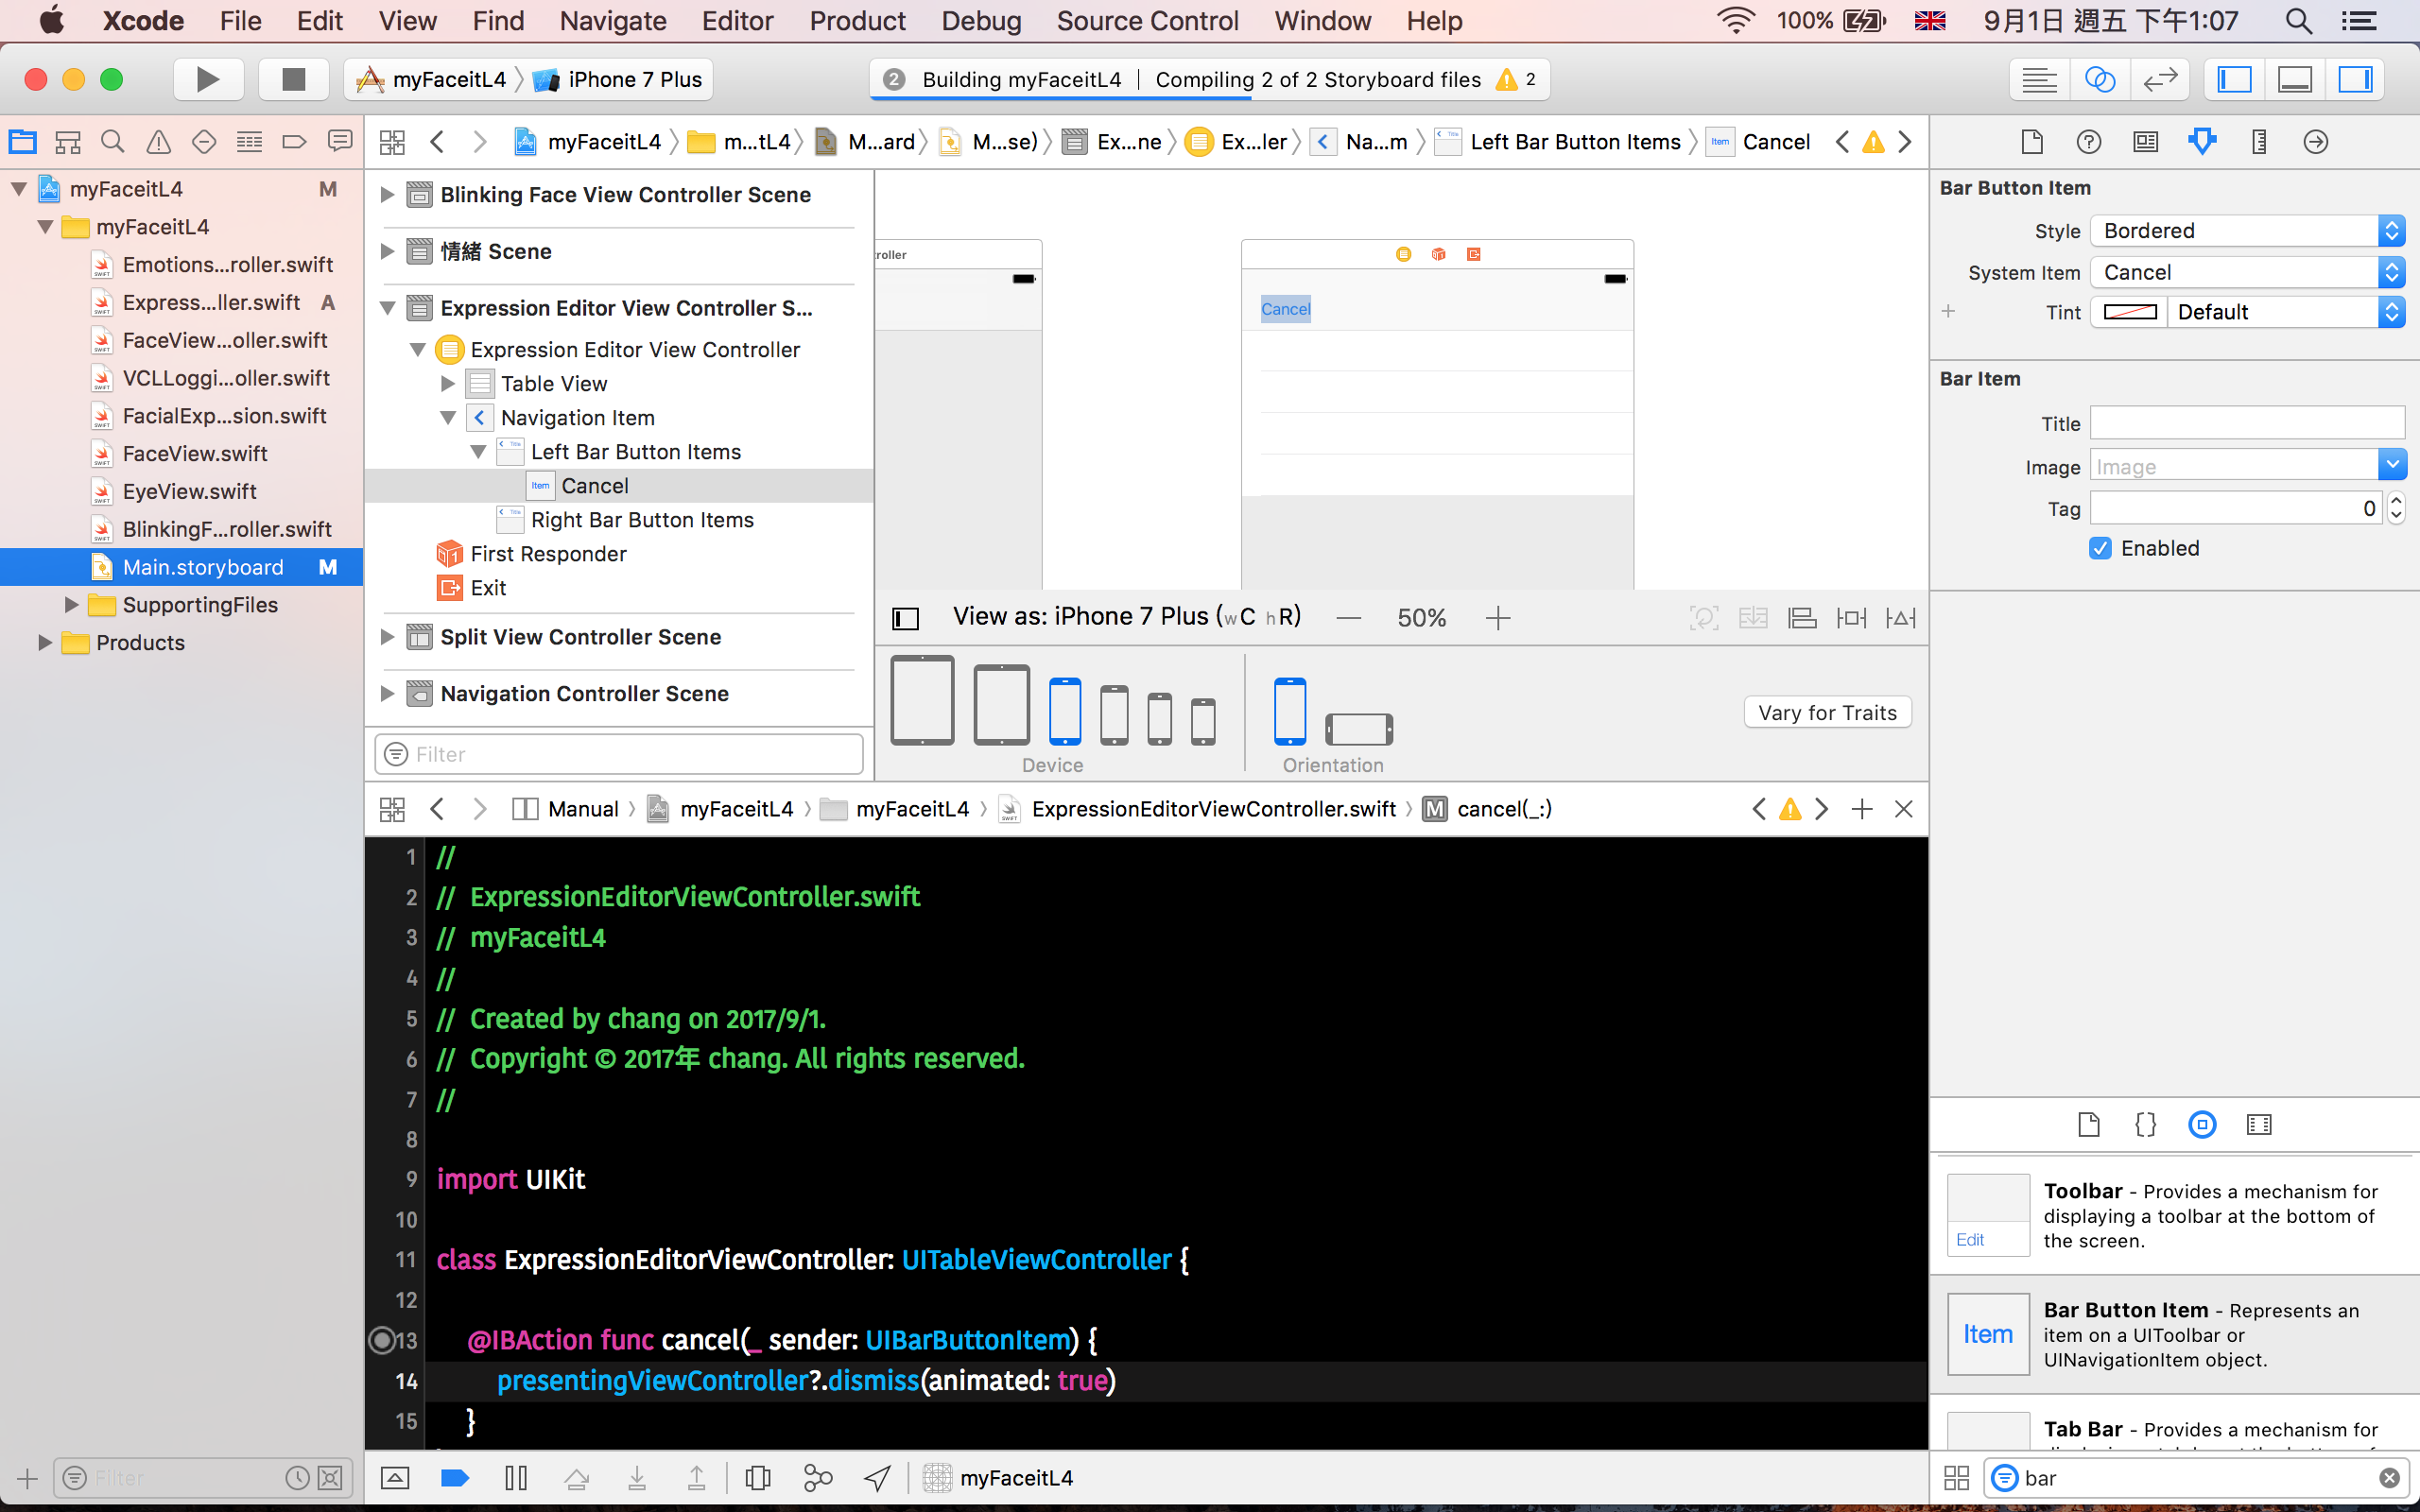 Xcode File Edit View Find Navigate Editor Product Debug Source Control Window Help 100% 9月1日 週五 下午1:07
myFaceitL4 iPhone 7 Plus 2 Building myFaceitL4 | Compiling 2 of 2 Storyboard files 2
myFaceitL4 m...tL4 M...ard M...se) Ex...ne Ex...ler Na...m Left Bar Button Items Item Cancel
myFaceitL4 M
myFaceitL4
Emotions...roller.swift
Express...ller.swift A
FaceView...oller.swift
VCLLoggi...oller.swift
FacialExp...sion.swift
FaceView.swift
EyeView.swift
BlinkingF...roller.swift
Main.storyboard M
SupportingFiles
Products
Filter
Blinking Face View Controller Scene
情緒 Scene
Expression Editor View Controller S...
Expression Editor View Controller
Table View
Navigation Item
Left Bar Button Items
Item Cancel
Right Bar Button Items
First Responder
Exit
Split View Controller Scene
Navigation Controller Scene
Filter
roller
Cancel
View as: iPhone 7 Plus (wC hR) — 50% +
Vary for Traits
Device Orientation
Manual myFaceitL4 myFaceitL4 ExpressionEditorViewController.swift M cancel(_:)
1 //
2 // ExpressionEditorViewController.swift
3 // myFaceitL4
4 //
5 // Created by chang on 2017/9/1.
6 // Copyright © 2017年 chang. All rights reserved.
7 //
8
9 import UIKit
10
11 class ExpressionEditorViewController: UITableViewController {
12
13 @IBAction func cancel(_ sender: UIBarButtonItem) {
14 presentingViewController?.dismiss(animated: true)
15 }
myFaceitL4
Bar Button Item
Style Bordered
System Item Cancel
+ Tint Default
Bar Item
Title
Image Image
Tag 0
Enabled
Edit
Toolbar - Provides a mechanism for
displaying a toolbar at the bottom of
the screen.
Item
Bar Button Item - Represents an
item on a UIToolbar or
UINavigationItem object.
Tab Bar - Provides a mechanism for
bar